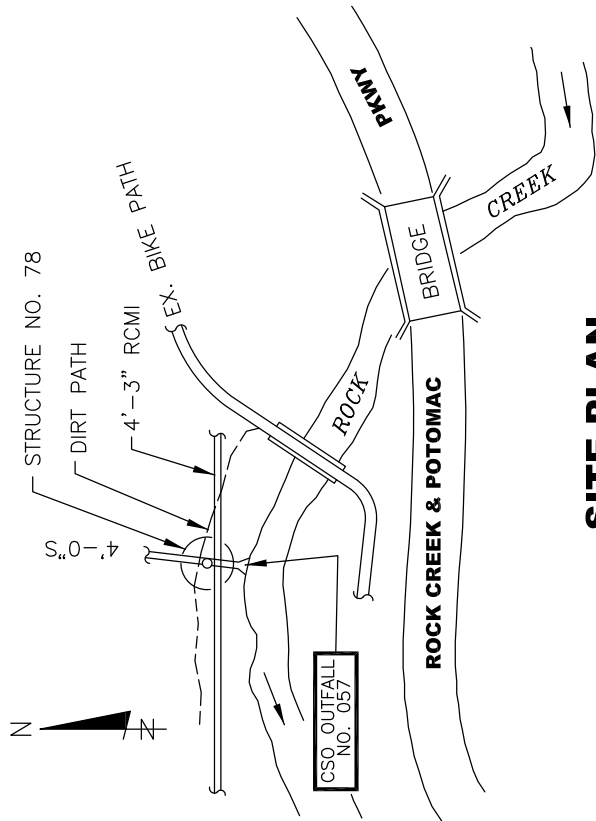 STRUCTURE NO. 78
DIRT PATH
4'-3" RCMI
EX. BIKE PATH
4'-0"S
N
N
PKWY
BRIDGE
CREEK
ROCK
ROCK CREEK & POTOMAC
CSO OUTFALL
NO. 057
SITE PLAN